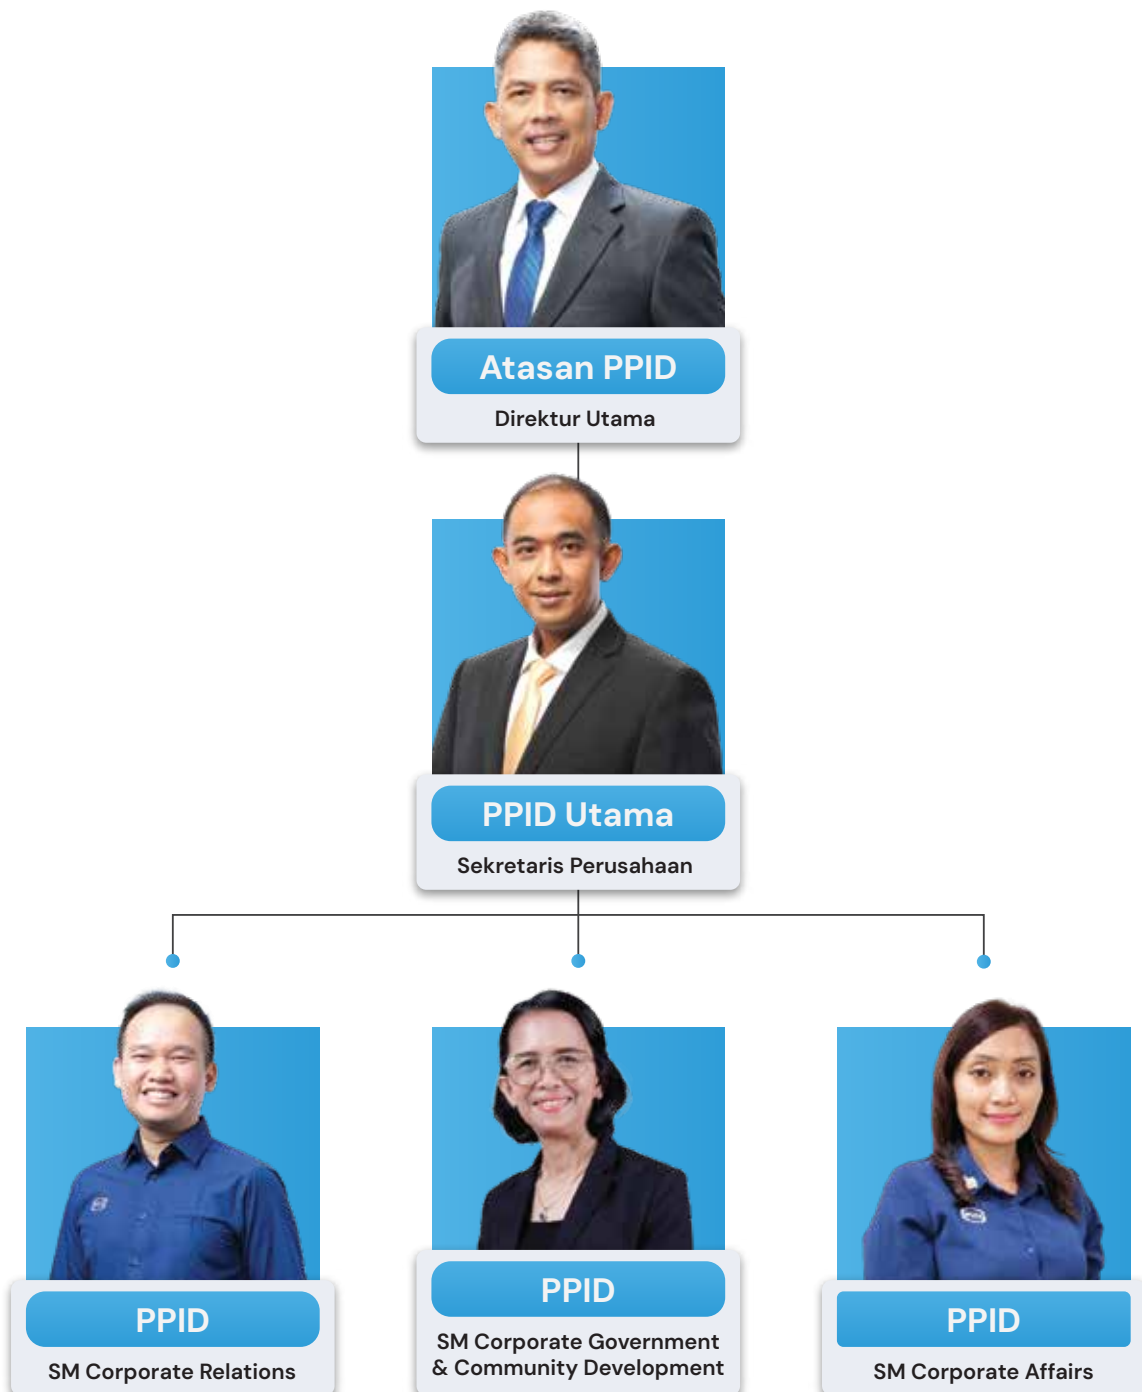 Atasan PPID
Direktur Utama
PPID Utama
Sekretaris Perusahaan
PPID
SM Corporate Relations
PPID
SM Corporate Government
& Community Development
PPID
SM Corporate Affairs